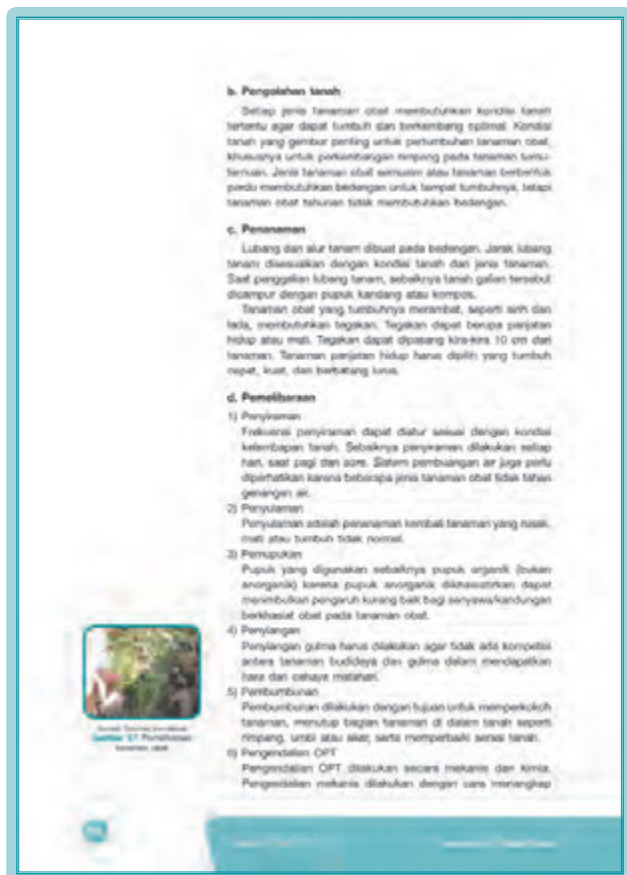 b. Pengolahan tanah
Setiap jenis tanaman obat membutuhkan kondisi tanah
tertentu agar dapat tumbuh dan berkembang optimal. Kondisi
tanah yang gembur penting untuk pertumbuhan tanaman obat,
khususnya untuk perkembangan rimpang pada tanaman temu-
temuan. Jenis tanaman obat semusim atau tanaman berbentuk
perdu membutuhkan bedengan untuk tempat tumbuhnya, tetapi
tanaman obat tahunan tidak membutuhkan bedengan.
c. Penanaman
Lubang dan alur tanam dibuat pada bedengan. Jarak lubang
tanam disesuaikan dengan kondisi tanah dan jenis tanaman.
Saat penggalian lubang tanam, sebaiknya tanah galian tersebut
dicampur dengan pupuk kandang atau kompos.
Tanaman obat yang tumbuhnya merambat, seperti sirih dan
lada, membutuhkan tegakan. Tegakan dapat berupa panjatan
hidup atau mati. Tegakan dapat dipasang kira-kira 10 cm dari
tanaman. Tanaman panjatan hidup harus dipilih yang tumbuh
cepat, kuat, dan berbatang lurus.
d. Pemeliharaan
1) Penyiraman
Frekuensi penyiraman dapat diatur sesuai dengan kondisi
kelembapan tanah. Sebaiknya penyiraman dilakukan setiap
hari, saat pagi dan sore. Sistem pembuangan air juga perlu
diperhatikan karena beberapa jenis tanaman obat tidak tahan
genangan air.
2) Penyulaman
Penyulaman adalah penanaman kembali tanaman yang rusak,
mati atau tumbuh tidak normal.
3) Pemupukan
Pupuk yang digunakan sebaiknya pupuk organik (bukan
anorganik) karena pupuk anorganik dikhawatirkan dapat
menimbulkan pengaruh kurang baik bagi senyawa/kandungan
berkhasiat obat pada tanaman obat.
4) Penyiangan
Penyiangan gulma harus dilakukan agar tidak ada kompetisi
antara tanaman budidaya dan gulma dalam mendapatkan
hara dan cahaya matahari.
5) Pembumbunan
Pembumbunan dilakukan dengan tujuan untuk memperkokoh
tanaman, menutup bagian tanaman di dalam tanah seperti
rimpang, umbi atau akar, serta memperbaiki aerasi tanah.
6) Pengendalian OPT
Pengendalian OPT dilakukan secara mekanis dan kimia.
Pengendalian mekanis dilakukan dengan cara menangkap
Gambar Pemeliharaan
tanaman obat